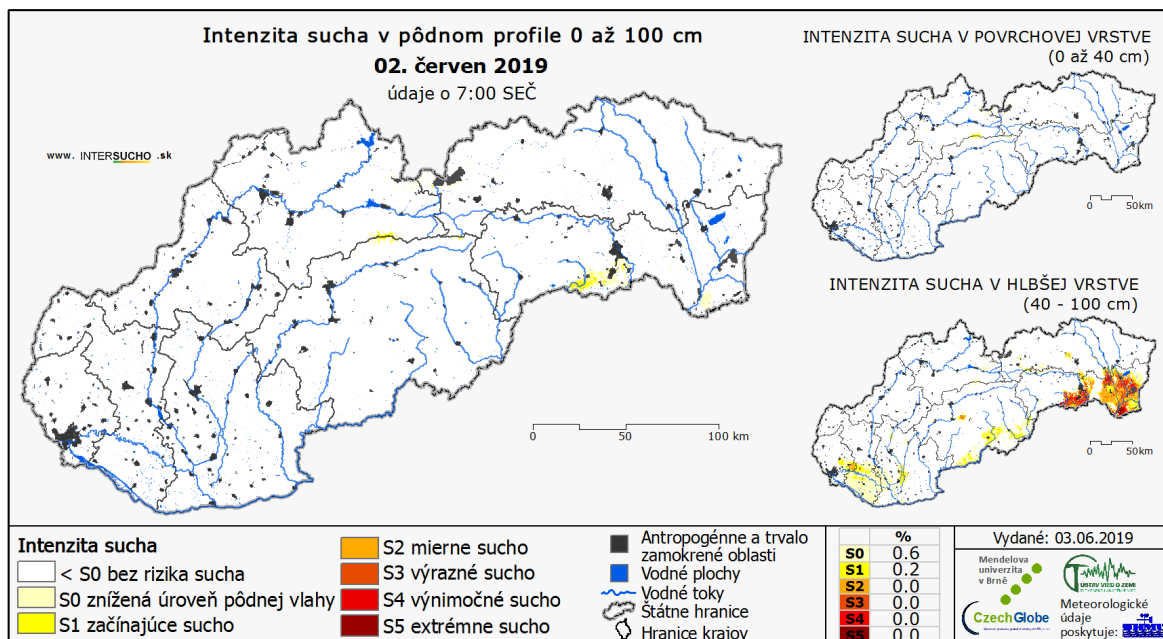 Intenzita sucha v pôdnom profile 0 až 100 cm
02. červen 2019
údaje o 7:00 SEČ
www. INTERSUCHO .sk
INTENZITA SUCHA V POVRCHOVEJ VRSTVE
(0 až 40 cm)
0 50km
INTENZITA SUCHA V HLBŠEJ VRSTVE
(40 - 100 cm)
0 50km
0 50 100 km
Intenzita sucha
< S0 bez rizika sucha
S0 znížená úroveň pôdnej vlahy
S1 začínajúce sucho
S2 mierne sucho
S3 výrazné sucho
S4 výnimočné sucho
S5 extrémne sucho
Antropogénne a trvalo
zamokrené oblasti
Vodné plochy
Vodné toky
Štátne hranice
Hranice krajov
%
S0 0.6
S1 0.2
S2 0.0
S3 0.0
S4 0.0
S5 0.0
Vydané: 03.06.2019
Mendelova
univerzita
v Brně
CzechGlobe
ÚSTAV VIED O ZEMI
Meteorologické
údaje
poskytuje: